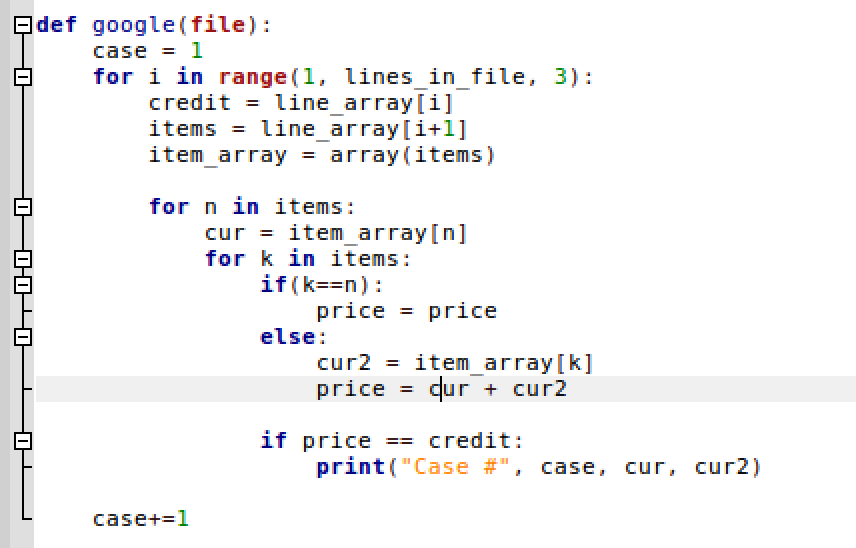 def google(file):
    case = 1
    for i in range(1, lines_in_file, 3):
        credit = line_array[i]
        items = line_array[i+1]
        item_array = array(items)

        for n in items:
            cur = item_array[n]
            for k in items:
                if(k==n):
                    price = price
                else:
                    cur2 = item_array[k]
                    price = cur + cur2

                if price == credit:
                    print("Case #", case, cur, cur2)

    case+=1